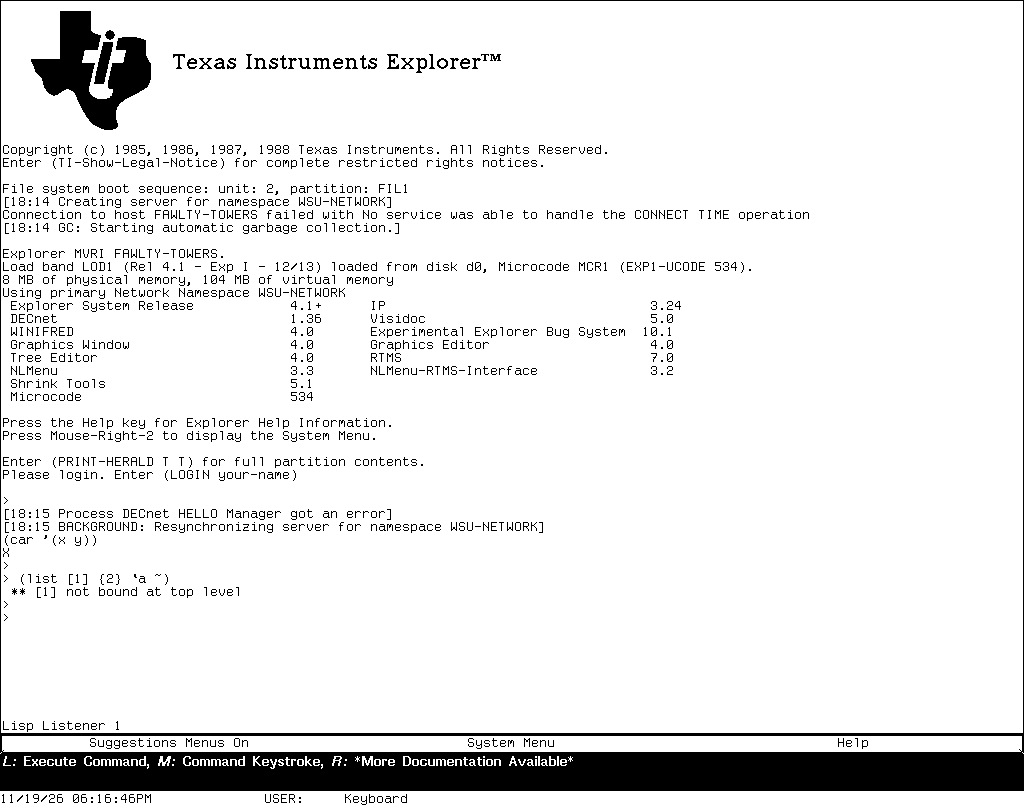 Texas Instruments Explorer™
Copyright (c) 1985, 1986, 1987, 1988 Texas Instruments. All Rights Reserved.
Enter (TI-Show-Legal-Notice) for complete restricted rights notices.
File system boot sequence: unit: 2, partition: FIL1
[18:14 Creating server for namespace WSU-NETWORK]
Connection to host FAWLTY-TOWERS failed with No service was able to handle the CONNECT TIME operation
[18:14 GC: Starting automatic garbage collection.]
Explorer MVRI FAWLTY-TOWERS.
Load band LOD1 (Rel 4.1 - Exp I - 12/13) loaded from disk d0, Microcode MCR1 (EXP1-UCODE 534).
8 MB of physical memory, 104 MB of virtual memory
Using primary Network Namespace WSU-NETWORK
Explorer System Release 4.1+ IP 3.24
DECnet 1.36 Visidoc 5.0
WINIFRED 4.0 Experimental Explorer Bug System 10.1
Graphics Window 4.0 Graphics Editor 4.0
Tree Editor 4.0 RTMS 7.0
NLMenu 3.3 NLMenu-RTMS-Interface 3.2
Shrink Tools 5.1
Microcode 534
Press the Help key for Explorer Help Information.
Press Mouse-Right-2 to display the System Menu.
Enter (PRINT-HERALD T T) for full partition contents.
Please login. Enter (LOGIN your-name)
>
[18:15 Process DECnet HELLO Manager got an error]
[18:15 BACKGROUND: Resynchronizing server for namespace WSU-NETWORK]
(car '(x y))
X
>
> (list [1] {2} `a ~)
** [1] not bound at top level
>
>
Lisp Listener 1
Suggestions Menus On System Menu Help
L: Execute Command, M: Command Keystroke, R: *More Documentation Available*
11/19/26 06:16:46PM USER: Keyboard